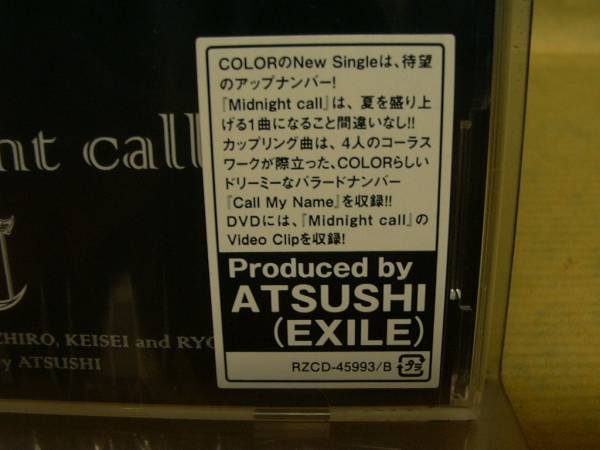 COLORのNew Singleは、待望
のアップナンバー!
『Midnight call』は、夏を盛り上
げる1曲になること間違いなし!!
カップリング曲は、4人のコーラス
ワークが際立った、COLORらしい
ドリーミーなバラードナンバー
『Call My Name』を収録!!
DVDには、『Midnight call』の
Video Clipを収録!
Produced by
ATSUSHI
(EXILE)
RZCD-45993/B プラ
nt call
CHIRO, KEISEI and RYO
by ATSUSHI